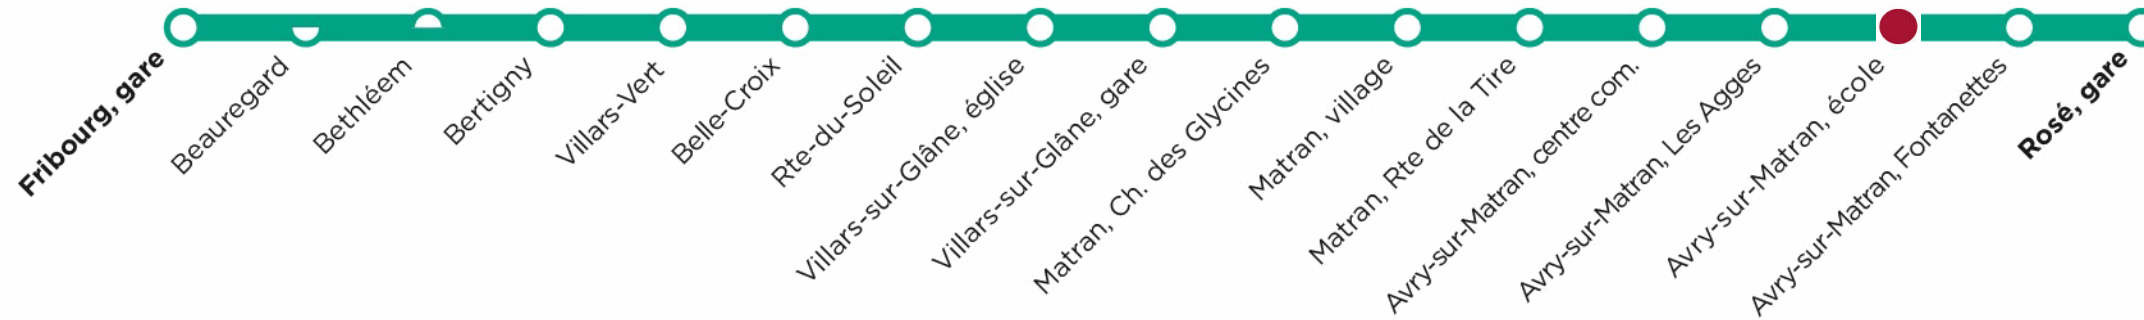 Fribourg, gare
Beauregard
Bethléem
Bertigny
Villars-Vert
Belle-Croix
Rte-du-Soleil
Villars-sur-Glâne, église
Villars-sur-Glâne, gare
Matran, Ch. des Glycines
Matran, village
Matran, Rte de la Tire
Avry-sur-Matran, centre com.
Avry-sur-Matran, Les Agges
Avry-sur-Matran, école
Avry-sur-Matran, Fontanettes
Rosé, gare